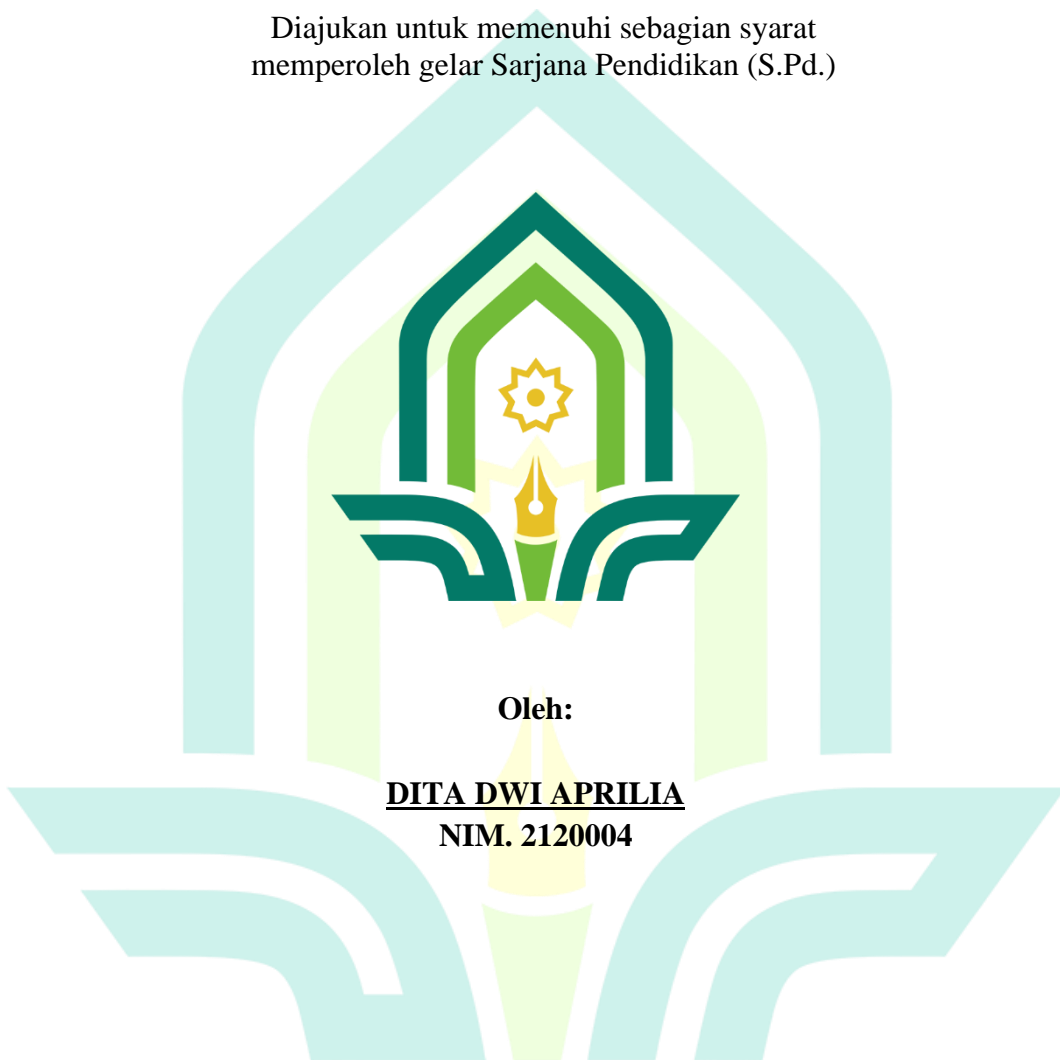 Diajukan untuk memenuhi sebagian syarat
memperoleh gelar Sarjana Pendidikan (S.Pd.)
Oleh:
DITA DWI APRILIA
NIM. 2120004